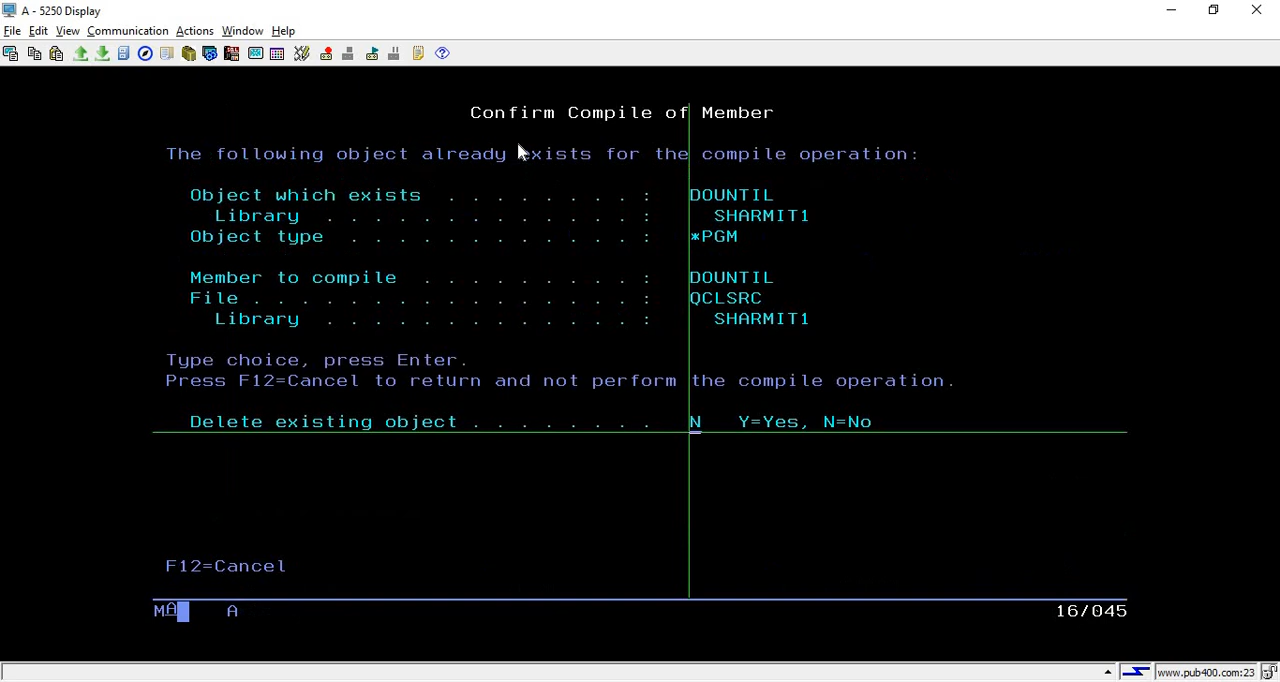 A - 5250 Display
File Edit View Communication Actions Window Help
Confirm Compile of Member
The following object already exists for the compile operation:
Object which exists . . . . . . . . : DOUNTIL
Library . . . . . . . . . . . . . . : SHARMIT1
Object type . . . . . . . . . . . . : *PGM
Member to compile . . . . . . . . . : DOUNTIL
File . . . . . . . . . . . . . . . . : QCLSRC
Library . . . . . . . . . . . . . . : SHARMIT1
Type choice, press Enter.
Press F12=Cancel to return and not perform the compile operation.
Delete existing object . . . . . . . . N Y=Yes, N=No
F12=Cancel
MA A 16/045
www.pub400.com:23